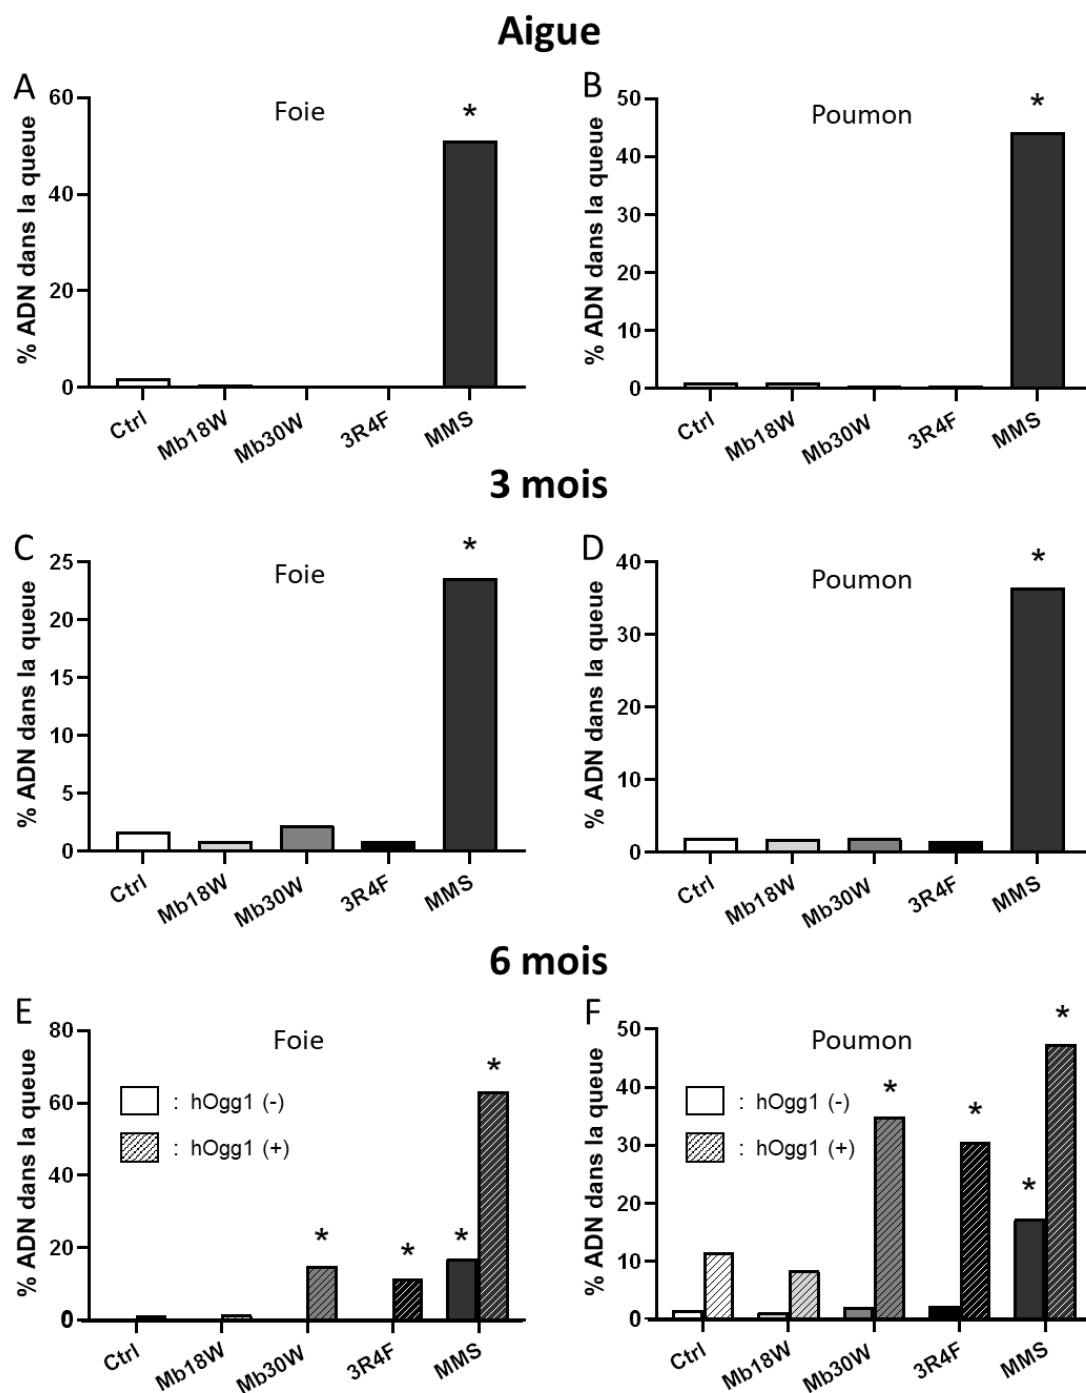 Aigue
A
Foie
% ADN dans la queue
60
40
20
0
*
Ctrl
Mb18W
Mb30W
3R4F
MMS
B
Poumon
% ADN dans la queue
50
40
30
20
10
0
*
Ctrl
Mb18W
Mb30W
3R4F
MMS
3 mois
C
Foie
% ADN dans la queue
25
20
15
10
5
0
*
Ctrl
Mb18W
Mb30W
3R4F
MMS
D
Poumon
% ADN dans la queue
40
30
20
10
0
*
Ctrl
Mb18W
Mb30W
3R4F
MMS
6 mois
E
Foie
% ADN dans la queue
80
60
40
20
0
: hOgg1 (-)
: hOgg1 (+)
* * * *
Ctrl
Mb18W
Mb30W
3R4F
MMS
F
Poumon
% ADN dans la queue
50
40
30
20
10
0
: hOgg1 (-)
: hOgg1 (+)
* * * *
Ctrl
Mb18W
Mb30W
3R4F
MMS